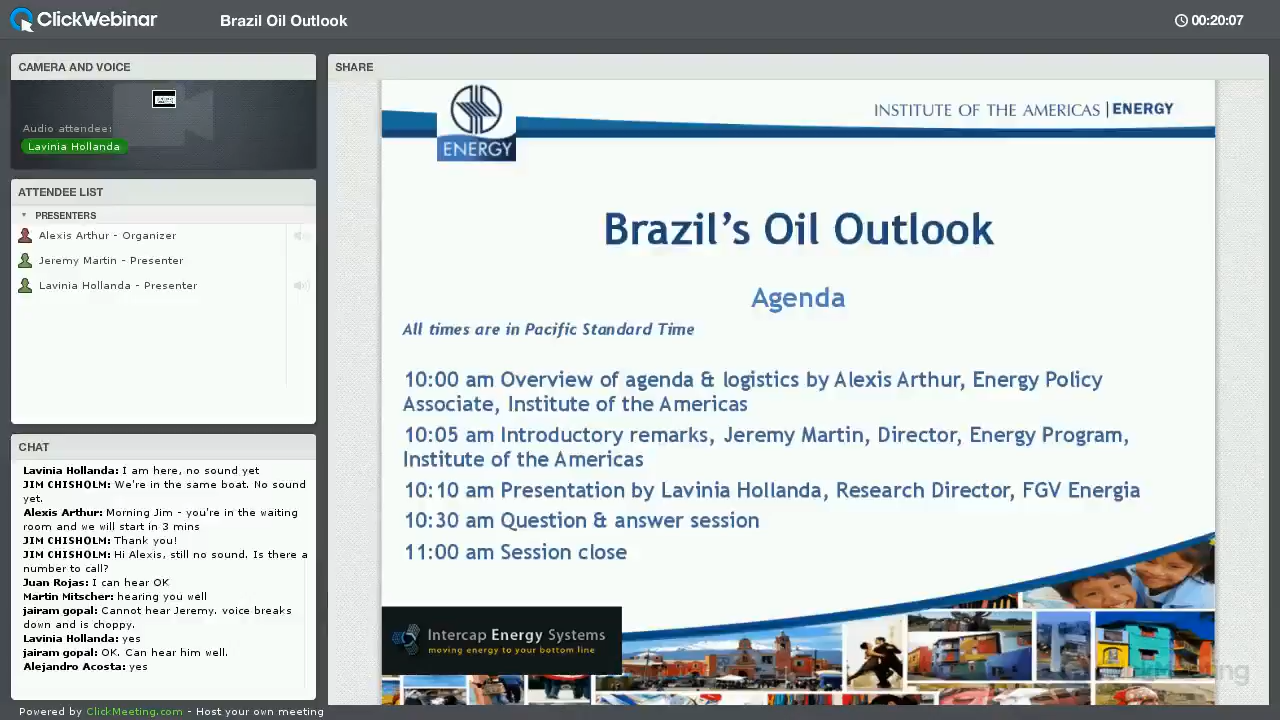 ClickWebinar
Brazil Oil Outlook
00:20:07
CAMERA AND VOICE
Audio attendee:
Lavinia Hollanda
ATTENDEE LIST
PRESENTERS
Alexis Arthur - Organizer
Jeremy Martin - Presenter
Lavinia Hollanda - Presenter
CHAT
Lavinia Hollanda: I am here, no sound yet
JIM CHISHOLM: We're in the same boat. No sound
yet.
Alexis Arthur: Morning Jim - you're in the waiting
room and we will start in 3 mins
JIM CHISHOLM: Thank you!
JIM CHISHOLM: Hi Alexis, still no sound. Is there a
number to call?
Juan Rojas: I can hear OK
Martin Mitscher: hearing you well
jairam gopal: Cannot hear Jeremy. voice breaks
down and is choppy.
Lavinia Hollanda: yes
jairam gopal: OK. Can hear him well.
Alejandro Acosta: yes
Powered by ClickMeeting.com - Host your own meeting
SHARE
ENERGY
INSTITUTE OF THE AMERICAS | ENERGY
Brazil's Oil Outlook
Agenda
All times are in Pacific Standard Time
10:00 am Overview of agenda & logistics by Alexis Arthur, Energy Policy
Associate, Institute of the Americas
10:05 am Introductory remarks, Jeremy Martin, Director, Energy Program,
Institute of the Americas
10:10 am Presentation by Lavinia Hollanda, Research Director, FGV Energia
10:30 am Question & answer session
11:00 am Session close
Intercap Energy Systems
moving energy to your bottom line